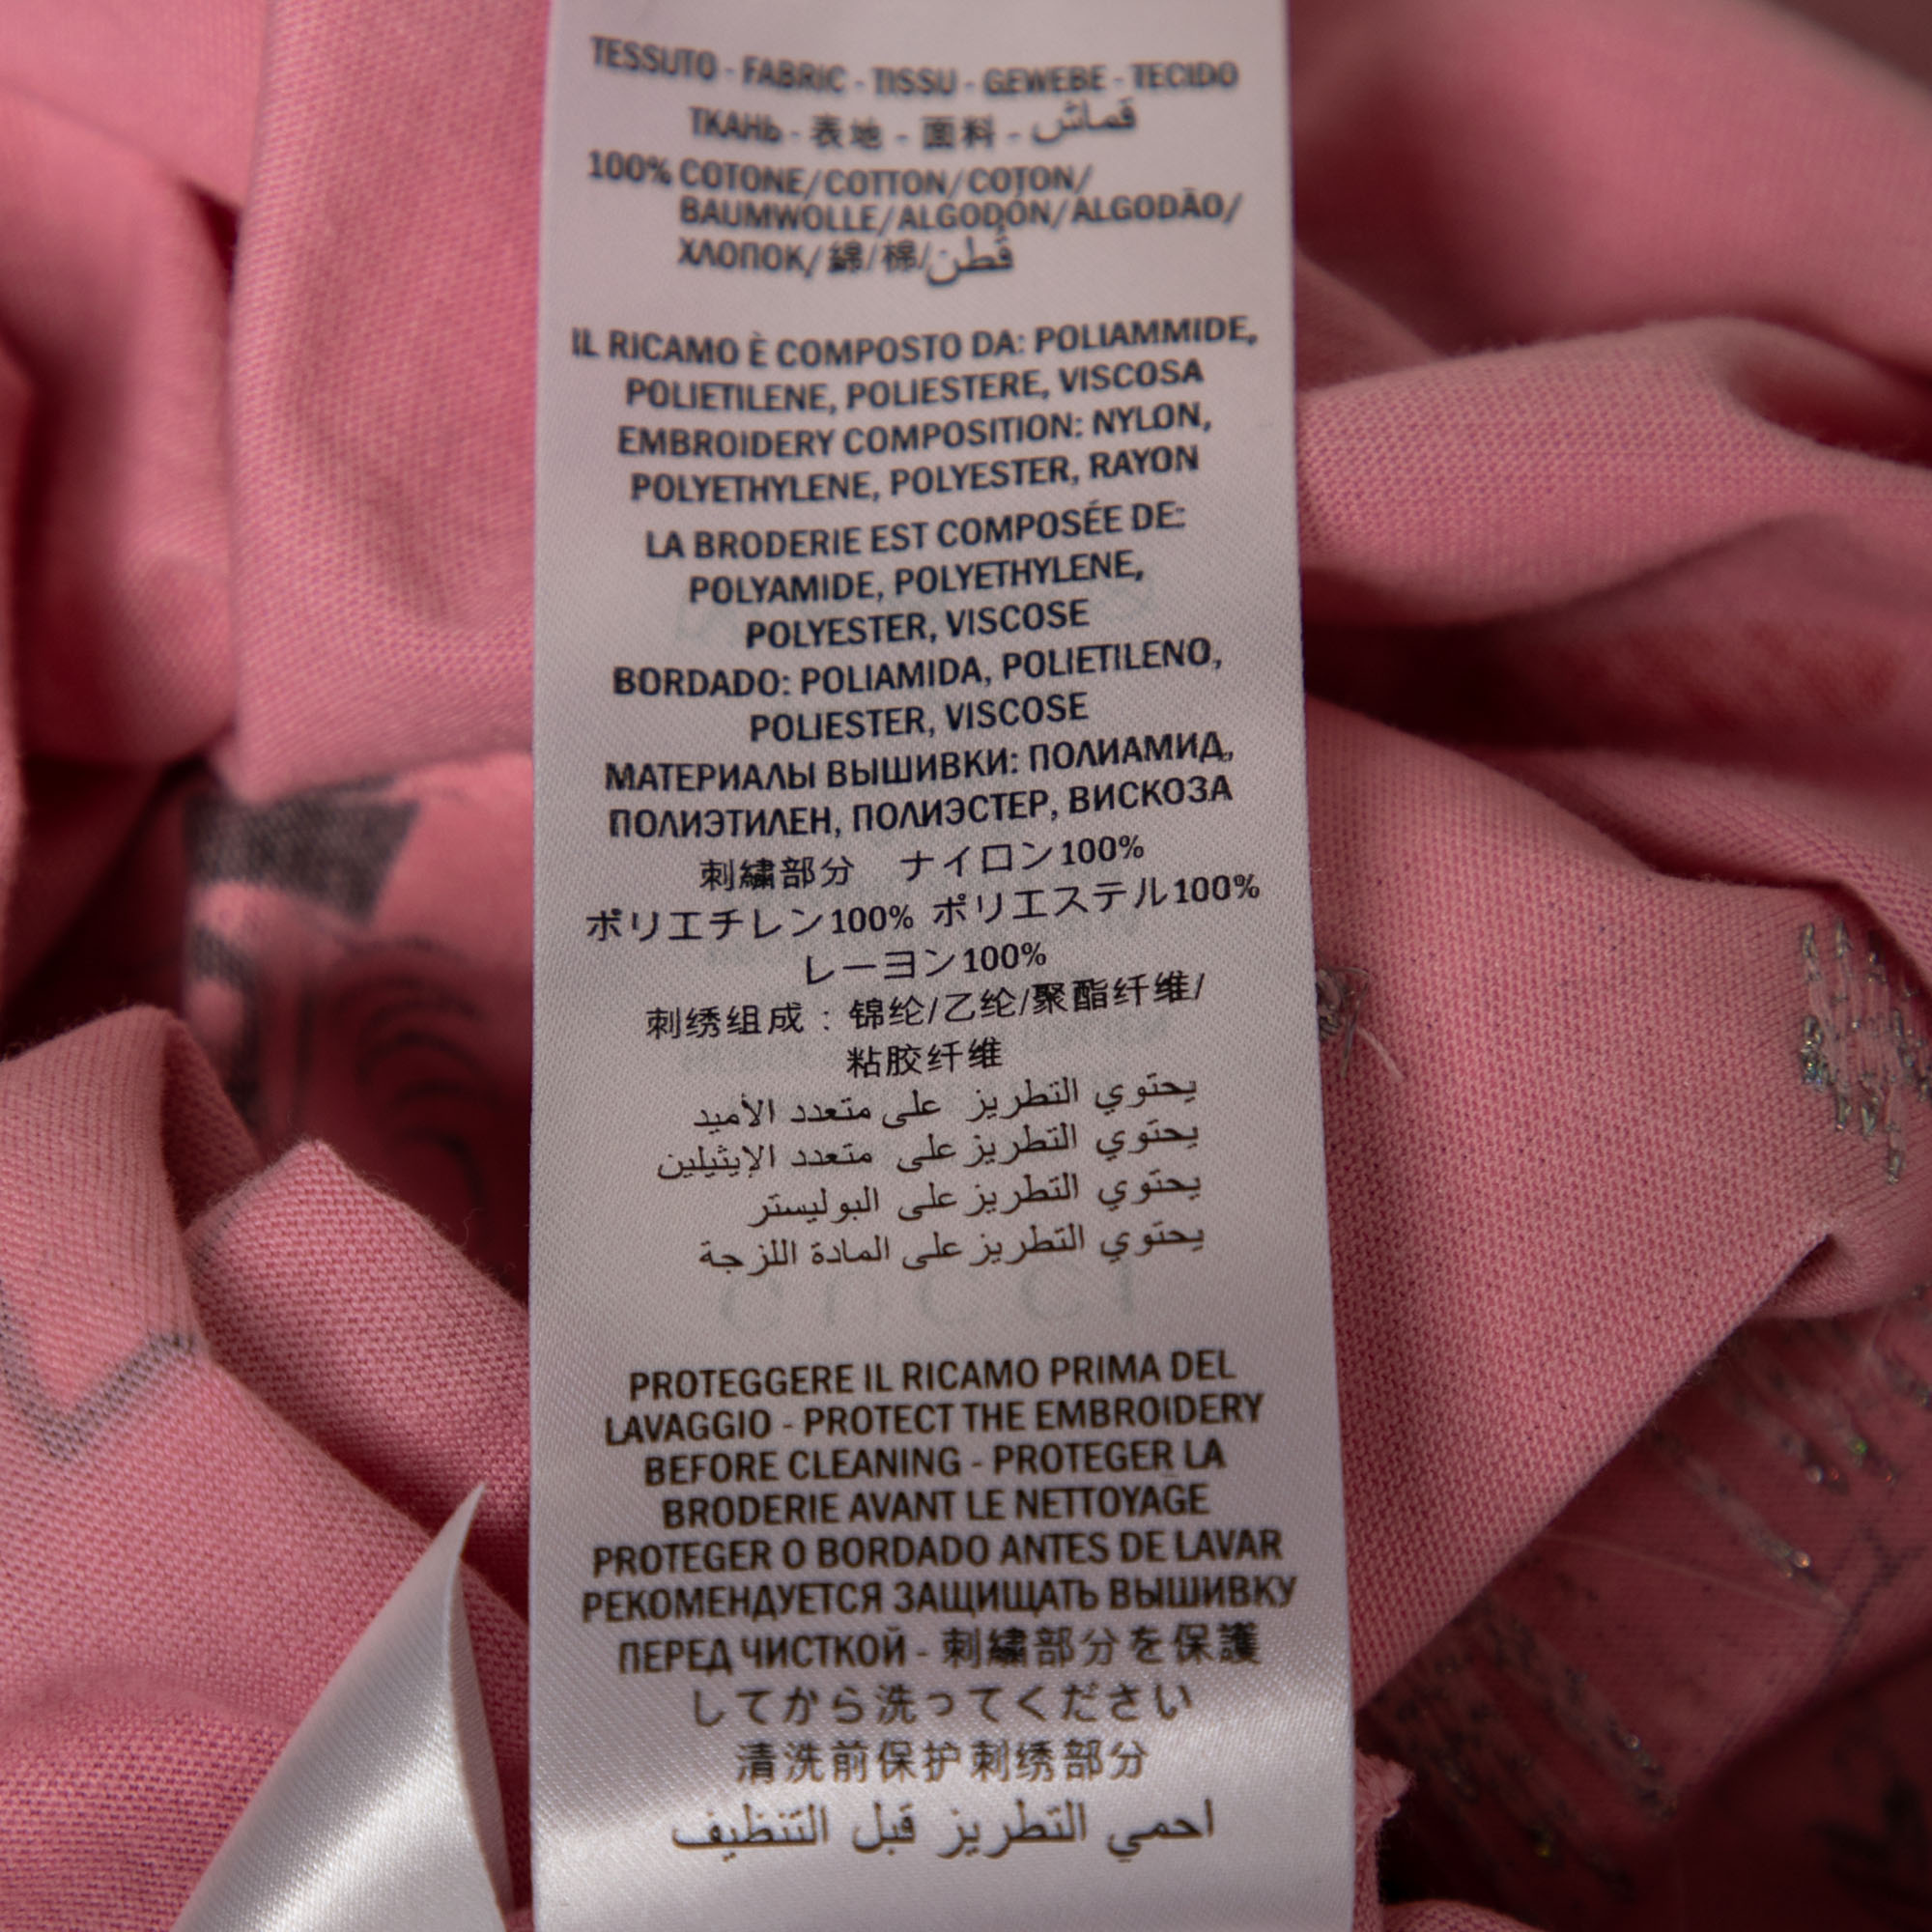 TESSUTO - FABRIC - TISSU - GEWEBE - TECIDO
ТКАНЬ - 表地 - 面料 - قماش
100% COTONE/COTTON/COTON/
BAUMWOLLE/ALGODÓN/ALGODÃO/
ХЛОПОК/綿/棉/قطن
IL RICAMO È COMPOSTO DA: POLIAMMIDE,
POLIETILENE, POLIESTERE, VISCOSA
EMBROIDERY COMPOSITION: NYLON,
POLYETHYLENE, POLYESTER, RAYON
LA BRODERIE EST COMPOSÉE DE:
POLYAMIDE, POLYETHYLENE,
POLYESTER, VISCOSE
BORDADO: POLIAMIDA, POLIETILENO,
POLIESTER, VISCOSE
МАТЕРИАЛЫ ВЫШИВКИ: ПОЛИАМИД,
ПОЛИЭТИЛЕН, ПОЛИЭСТЕР, ВИСКОЗА
刺繍部分 ナイロン100%
ポリエチレン100% ポリエステル100%
レーヨン100%
刺绣组成：锦纶/乙纶/聚酯纤维/
粘胶纤维
يحتوي التطريز على متعدد الأميد
يحتوي التطريز على متعدد الإيثيلين
يحتوي التطريز على البوليستر
يحتوي التطريز على المادة اللزجة
GUCCI
PROTEGGERE IL RICAMO PRIMA DEL
LAVAGGIO - PROTECT THE EMBROIDERY
BEFORE CLEANING - PROTEGER LA
BRODERIE AVANT LE NETTOYAGE
PROTEGER O BORDADO ANTES DE LAVAR
РЕКОМЕНДУЕТСЯ ЗАЩИЩАТЬ ВЫШИВКУ
ПЕРЕД ЧИСТКОЙ - 刺繍部分を保護
してから洗ってください
清洗前保护刺绣部分
احمي التطريز قبل التنظيف